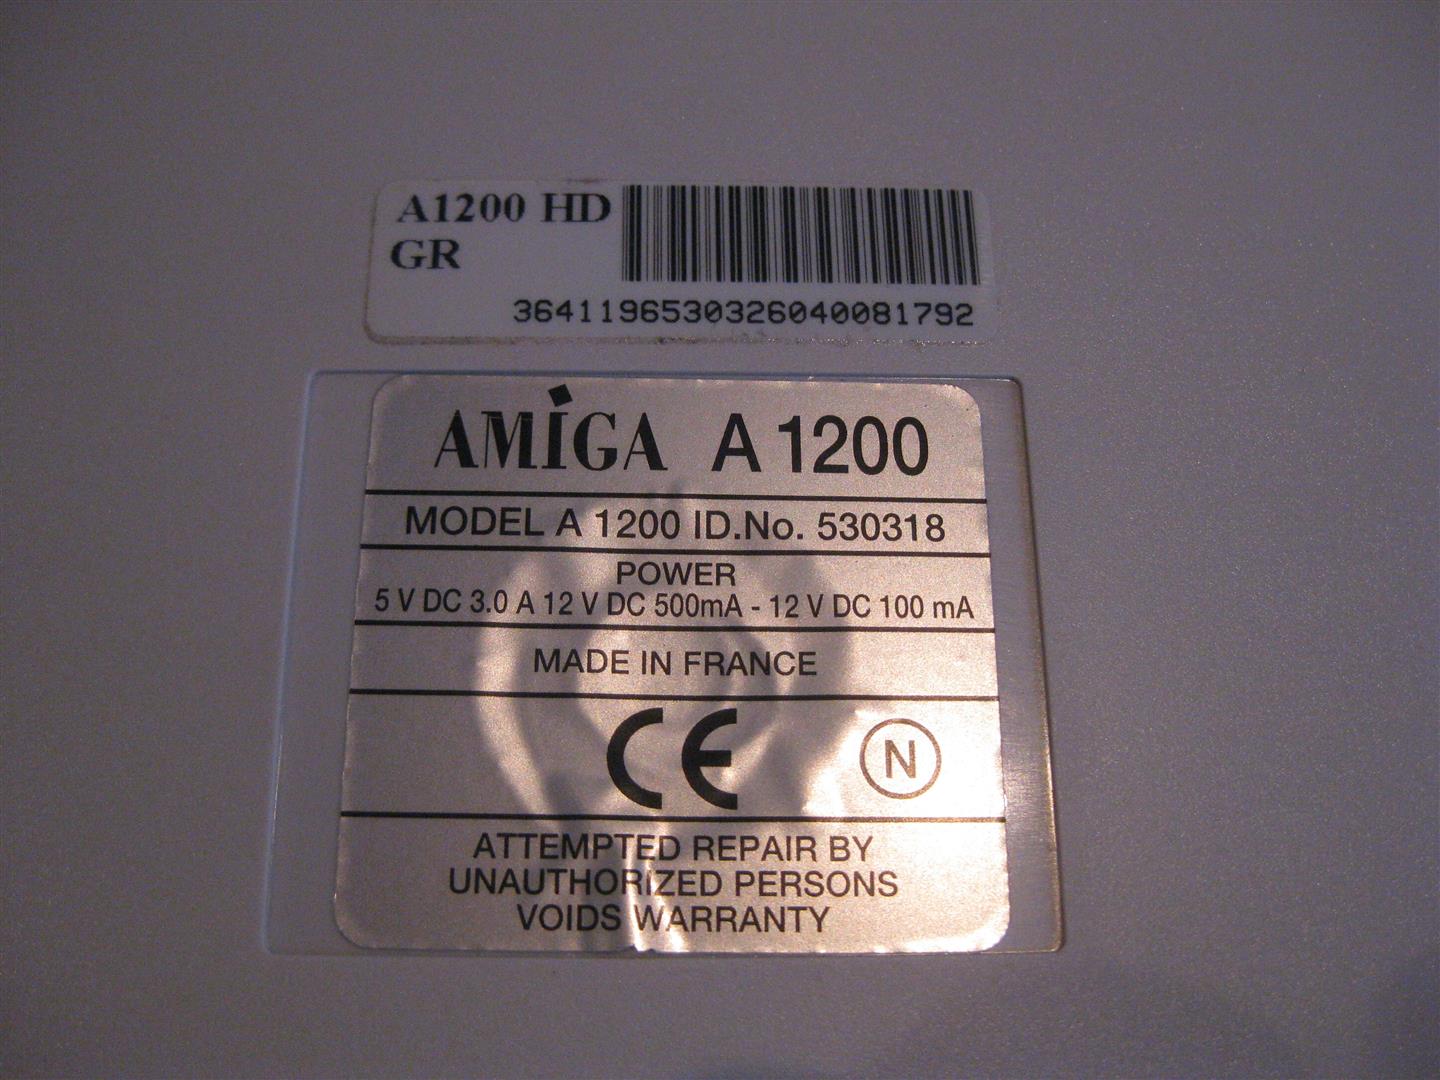 A1200 HD
GR
3641196530326040081792
AMiGA A1200
MODEL A 1200 ID.No. 530318
POWER
5 V DC 3.0 A 12 V DC 500mA - 12 V DC 100 mA
MADE IN FRANCE
CE N
ATTEMPTED REPAIR BY
UNAUTHORIZED PERSONS
VOIDS WARRANTY